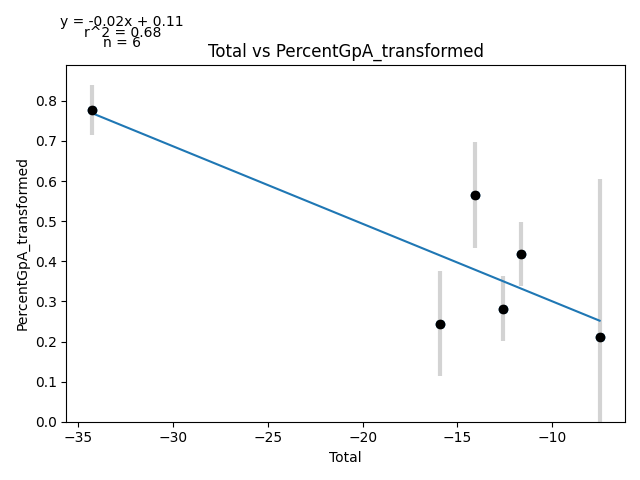 y = -0.02x + 0.11
r^2 = 0.68
n = 6
Total vs PercentGpA_transformed
PercentGpA_transformed
0.8
0.7
0.6
0.5
0.4
0.3
0.2
0.1
0.0
−35 −30 −25 −20 −15 −10
Total